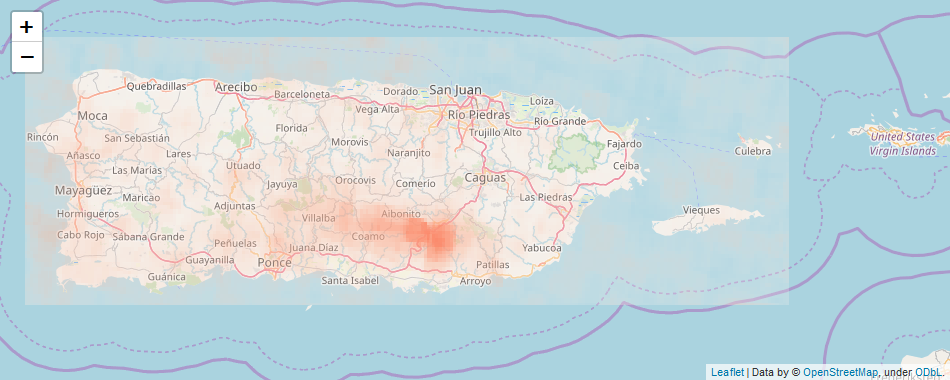 +
−
Quebradillas
Arecibo
San Juan
Dorado
Barceloneta
Loíza
Moca
Vega Alta
Río Piedras
Río Grande
Florida
Trujillo Alto
Rincón
San Sebastián
Morovis
Fajardo
United States
Virgin Islands
Añasco
Lares
Naranjito
Culebra
Utuado
Ceiba
Las Marías
Mayagüez
Jayuya
Orocovis
Comerio
Caguas
Maricao
Las Piedras
Adjuntas
Hormigueros
Villalba
Aibonito
Vieques
Cabo Rojo
Sabana Grande
Coamo
Peñuelas
Juana Díaz
Yabucoa
Guayanilla
Ponce
Patillas
Guánica
Santa Isabel
Arroyo
Leaflet | Data by © OpenStreetMap, under ODbL.